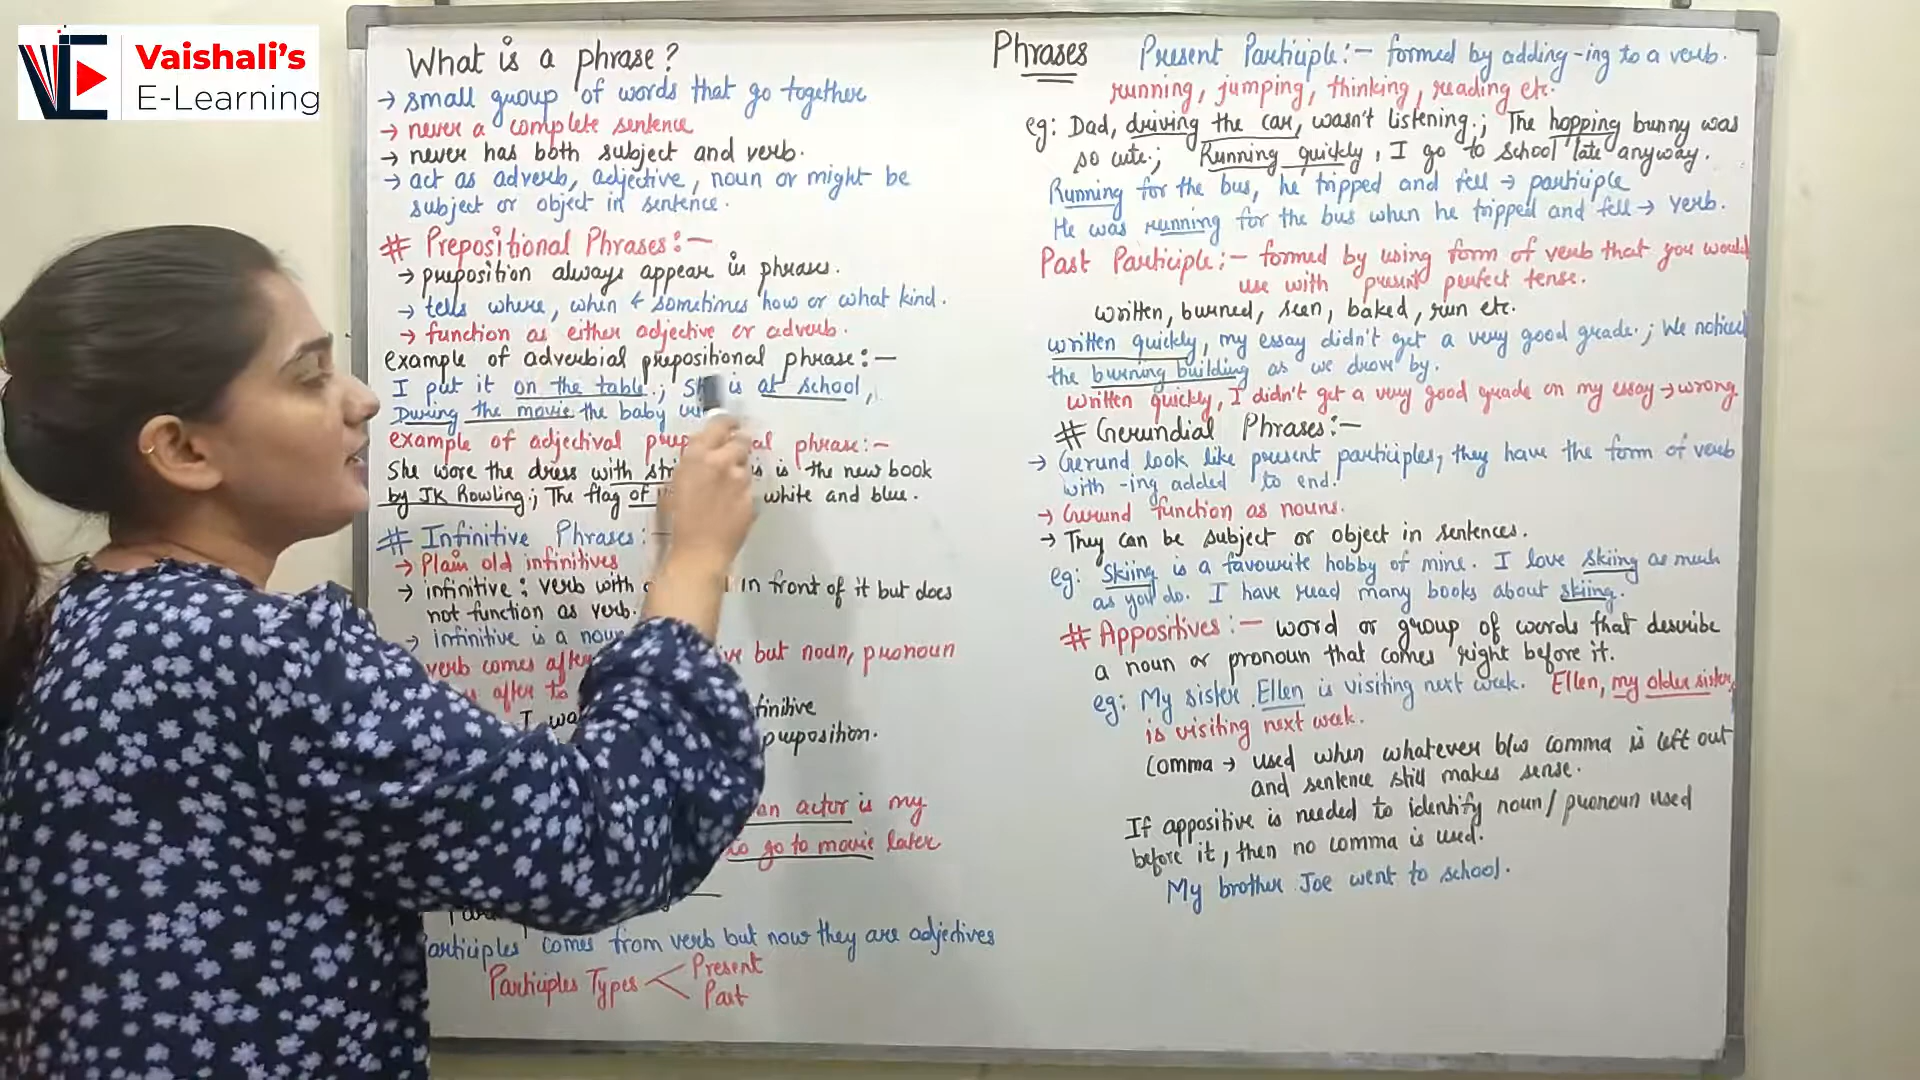 Vaishali's
E-Learning
Phrases
What is a phrase?
→ small group of words that go together
→ never a complete sentence
→ never has both subject and verb.
→ act as adverb, adjective, noun or might be
subject or object in sentence.
# Prepositional Phrases:-
→ preposition always appear in phrases.
→ tells where, when & sometimes how or what kind.
→ function as either adjective or adverb.
example of adverbial prepositional phrase:-
I put it on the table.; is at school,
During the movie the baby
example of adjectival phrase:-
She wore the dress with is the new book
by JK Rowling.; The flag of white and blue.
# Infinitive Phrases:-
→ Plain old infinitives
→ infinitive: verb with in front of it but does
not function as verb.
→ infinitive is a
verb comes but noun, pronoun
after to
I
preposition.
an actor is my
to go to movie later
comes from verb but now they are adjectives
Participles Types < Present
Past
Present Participle:- formed by adding -ing to a verb.
running, jumping, thinking, reading etc.
eg: Dad, driving the car, wasn't listening.; The hopping bunny was
so cute.; Running quickly, I go to school late anyway.
Running for the bus, he tripped and fell → participle
He was running for the bus when he tripped and fell → verb.
Past Participle:- formed by using form of verb that you would
use with present perfect tense.
written, burned, seen, baked, run etc.
written quickly, my essay didn't get a very good grade.; We noticed
the burning building as we drove by.
written quickly, I didn't get a very good grade on my essay → wrong
# Gerundial Phrases:-
→ Gerund look like present participles, they have the form of verb
with -ing added to end.
→ Gerund function as nouns.
→ They can be subject or object in sentences.
eg: Skiing is a favourite hobby of mine. I love skiing as much
as you do. I have read many books about skiing.
# Appositives:- word or group of words that describe
a noun or pronoun that comes right before it.
eg: My sister Ellen is visiting next week. Ellen, my older sister,
is visiting next week.
Comma → used when whatever b/w comma is left out
and sentence still makes sense.
If appositive is needed to identify noun/pronoun used
before it, then no comma is used.
My brother Joe went to school.